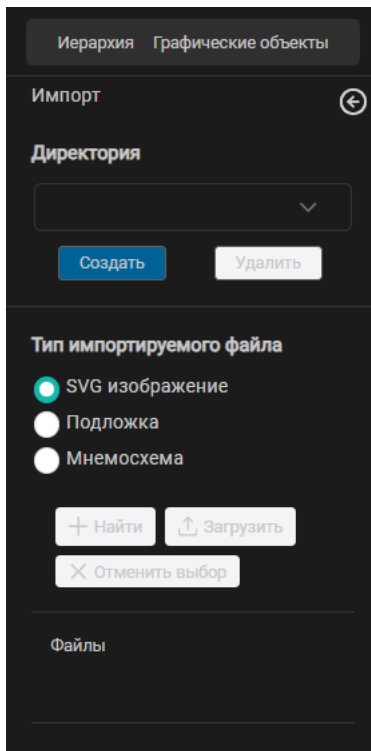 Иерархия Графические объекты
Импорт
Директория
Создать Удалить
Тип импортируемого файла
SVG изображение
Подложка
Мнемосхема
Найти Загрузить
Отменить выбор
Файлы